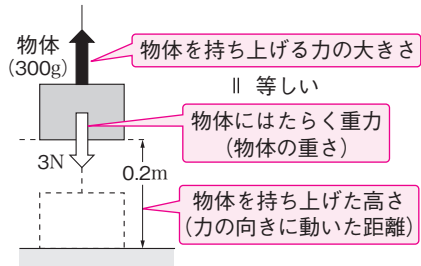 物体
(300g)
物体を持ち上げる力の大きさ
॥ 等しい
物体にはたらく重力
(物体の重さ)
3N
0.2m
物体を持ち上げた高さ
(力の向きに動いた距離)